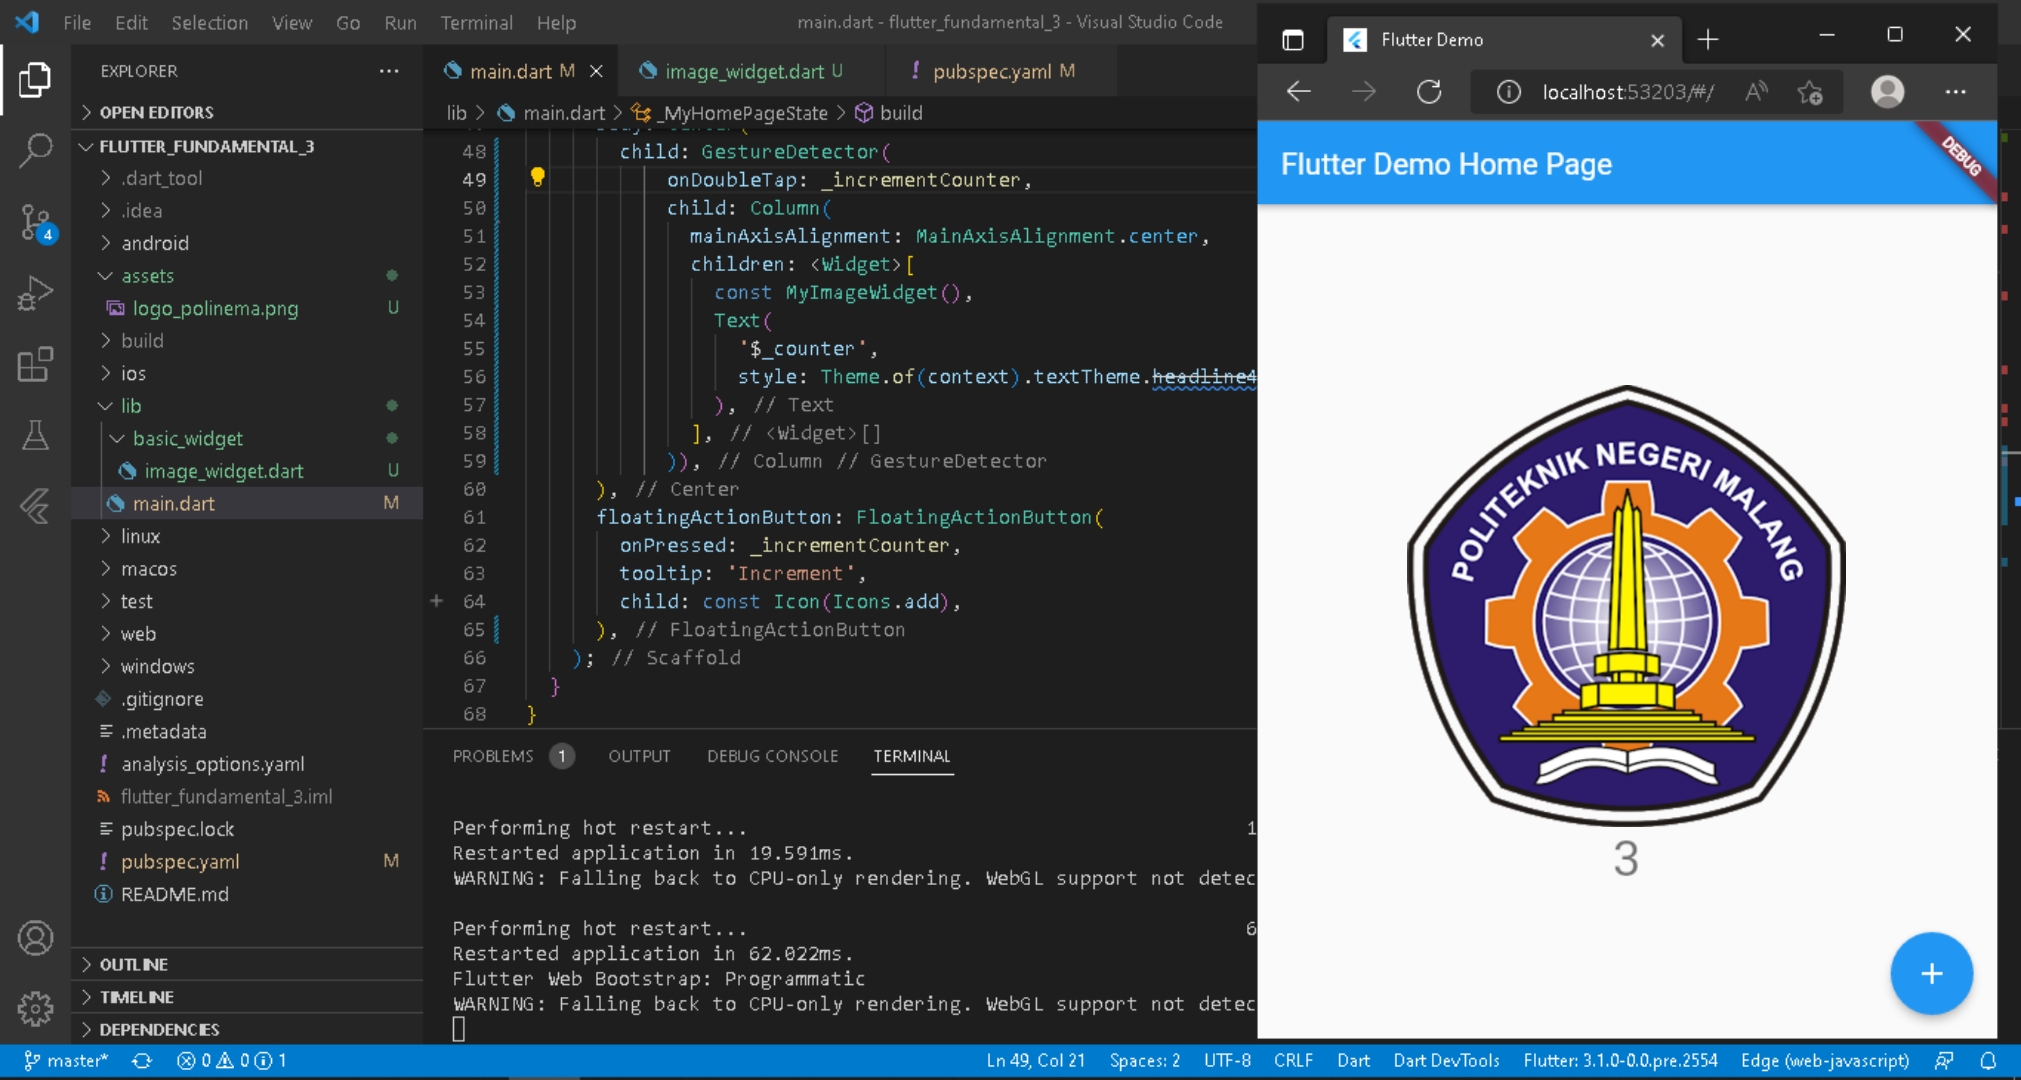 File Edit Selection View Go Run Terminal Help
main.dart - flutter_fundamental_3 - Visual Studio Code
EXPLORER
OPEN EDITORS
FLUTTER_FUNDAMENTAL_3
.dart_tool
.idea
android
assets
logo_polinema.png U
build
ios
lib
basic_widget
image_widget.dart U
main.dart M
linux
macos
test
web
windows
.gitignore
.metadata
analysis_options.yaml
flutter_fundamental_3.iml
pubspec.lock
pubspec.yaml M
README.md
OUTLINE
TIMELINE
DEPENDENCIES
4
main.dart M image_widget.dart U pubspec.yaml M
lib > main.dart > _MyHomePageState > build
48 child: GestureDetector(
49 onDoubleTap: _incrementCounter,
50 child: Column(
51 mainAxisAlignment: MainAxisAlignment.center,
52 children: <Widget>[
53 const MyImageWidget(),
54 Text(
55 '$_counter',
56 style: Theme.of(context).textTheme.headline4
57 ), // Text
58 ], // <Widget>[]
59 )), // Column // GestureDetector
60 ), // Center
61 floatingActionButton: FloatingActionButton(
62 onPressed: _incrementCounter,
63 tooltip: 'Increment',
64 child: const Icon(Icons.add),
65 ), // FloatingActionButton
66 ); // Scaffold
67 }
68 }
PROBLEMS 1 OUTPUT DEBUG CONSOLE TERMINAL
Performing hot restart... 1
Restarted application in 19.591ms.
WARNING: Falling back to CPU-only rendering. WebGL support not detec
Performing hot restart... 6
Restarted application in 62.022ms.
Flutter Web Bootstrap: Programmatic
WARNING: Falling back to CPU-only rendering. WebGL support not detec
Flutter Demo
localhost:53203/#/
Flutter Demo Home Page
DEBUG
POLITEKNIK NEGERI MALANG
3
master* 0 0 1 Ln 49, Col 21 Spaces: 2 UTF-8 CRLF Dart Dart DevTools Flutter: 3.1.0-0.0.pre.2554 Edge (web-javascript)